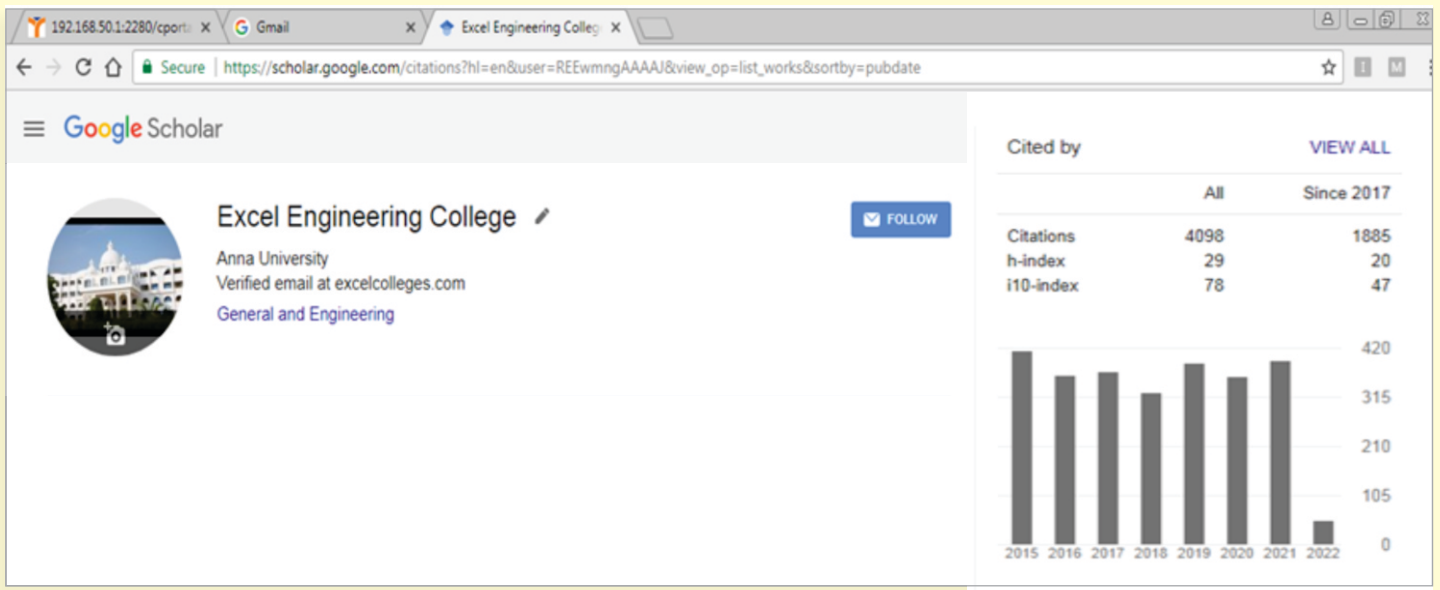 192.168.50.1:2280/cport
Gmail
Excel Engineering Colleg
Secure | https://scholar.google.com/citations?hl=en&user=REEwmngAAAAJ&view_op=list_works&sortby=pubdate
Google Scholar
Excel Engineering College
FOLLOW
Anna University
Verified email at excelcolleges.com
General and Engineering
Cited by VIEW ALL
All Since 2017
Citations 4098 1885
h-index 29 20
i10-index 78 47
420
315
210
105
0
2015 2016 2017 2018 2019 2020 2021 2022